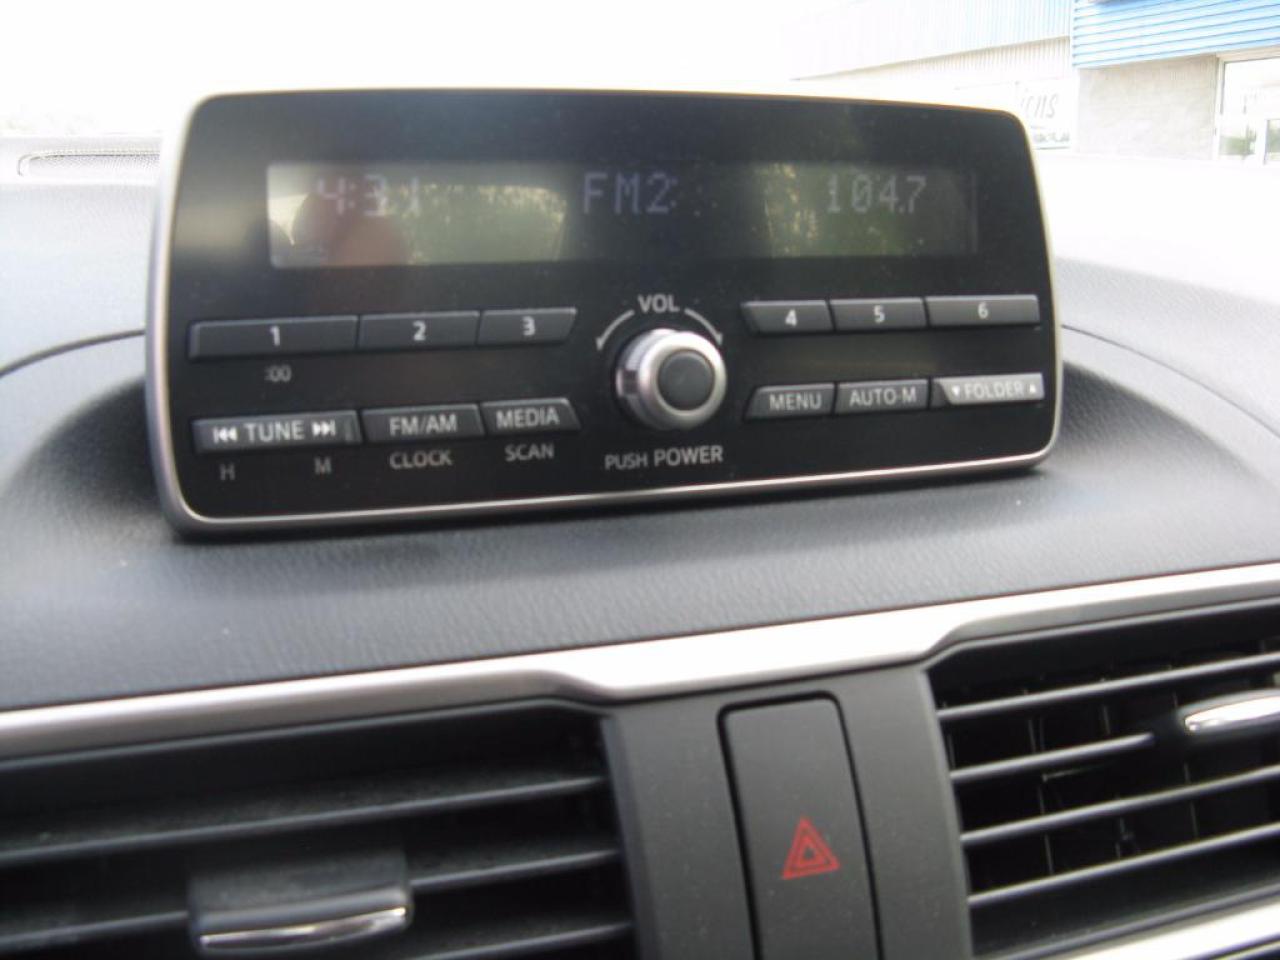 4:31 FM2 104.7
VOL
1 2 3 4 5 6
:00
TUNE FM/AM MEDIA MENU AUTO-M FOLDER
H M CLOCK SCAN PUSH POWER